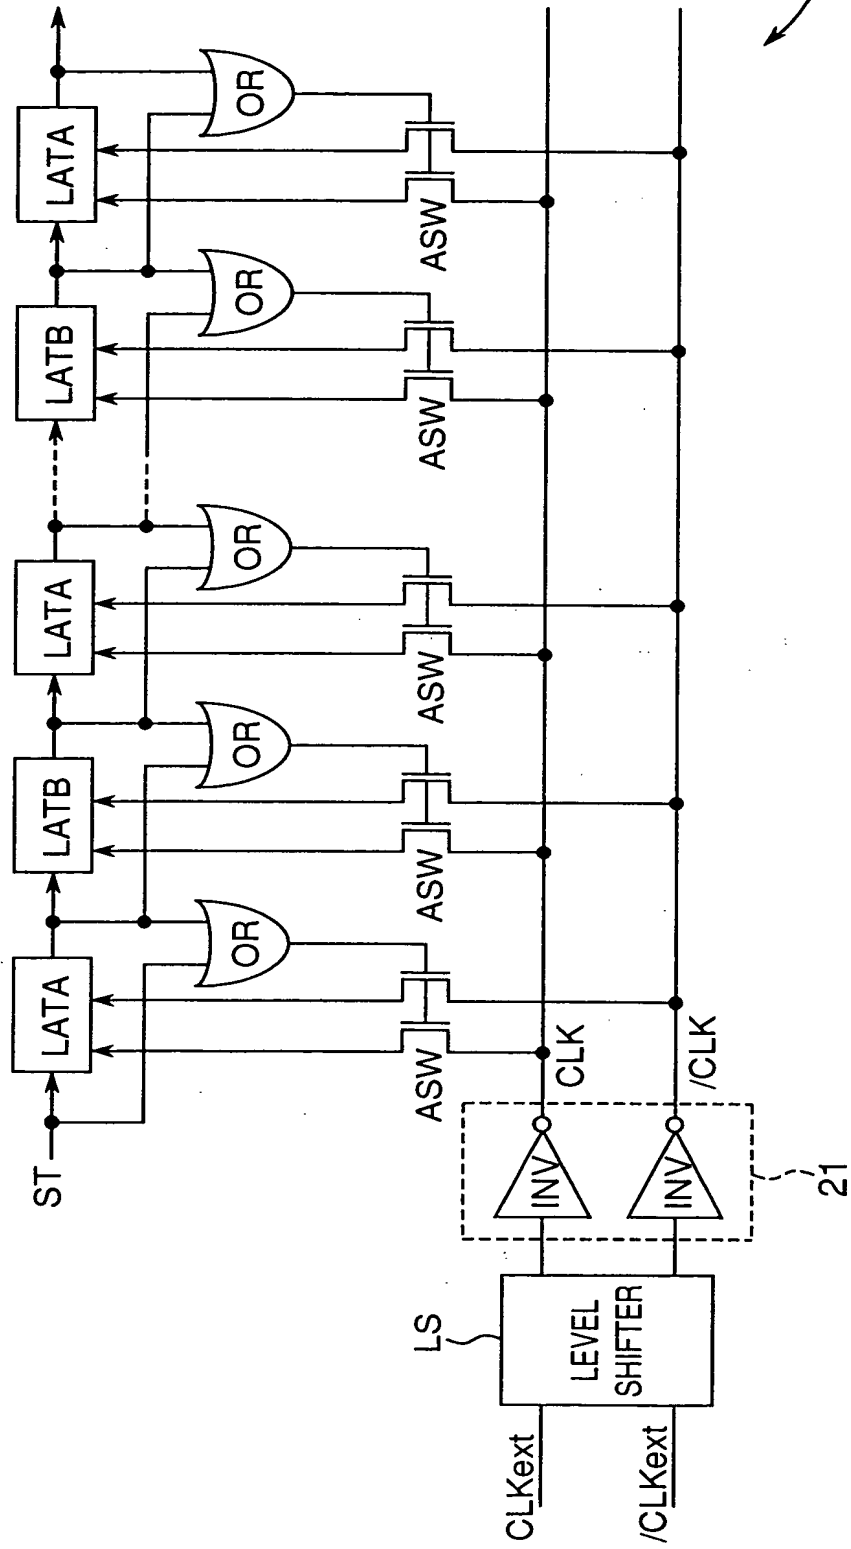 ST
LATA
LATB
LATA
LATB
LATA
OR
OR
OR
OR
OR
ASW
ASW
ASW
ASW
ASW
CLK
/CLK
INV
INV
21
LS
LEVEL
SHIFTER
CLKext
/CLKext